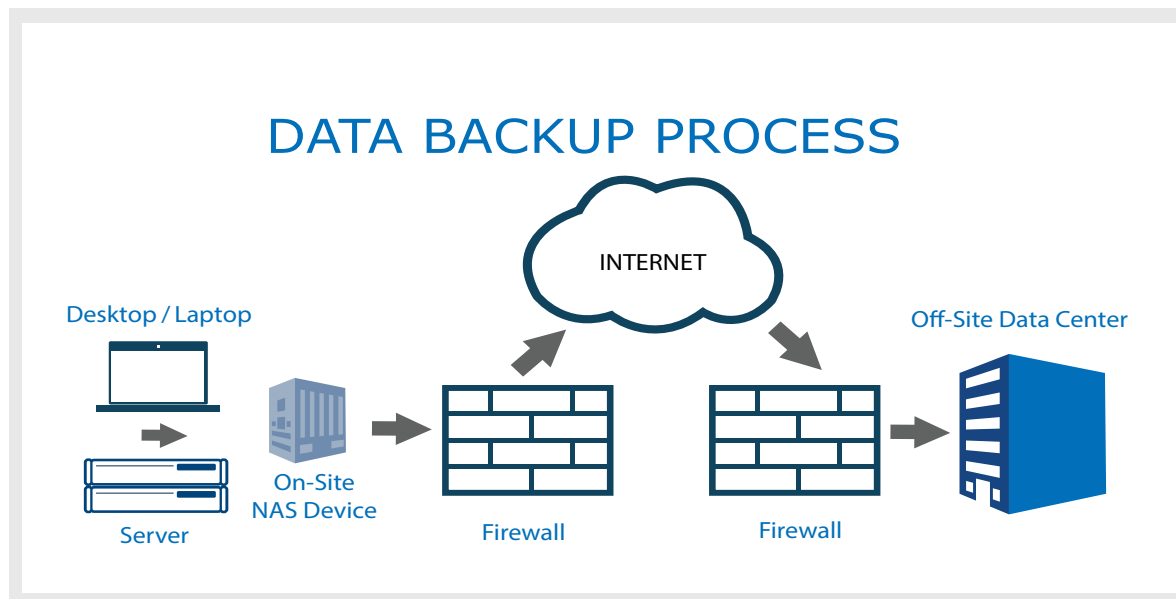 DATA BACKUP PROCESS
INTERNET
Desktop / Laptop
Off-Site Data Center
On-Site
NAS Device
Server
Firewall
Firewall